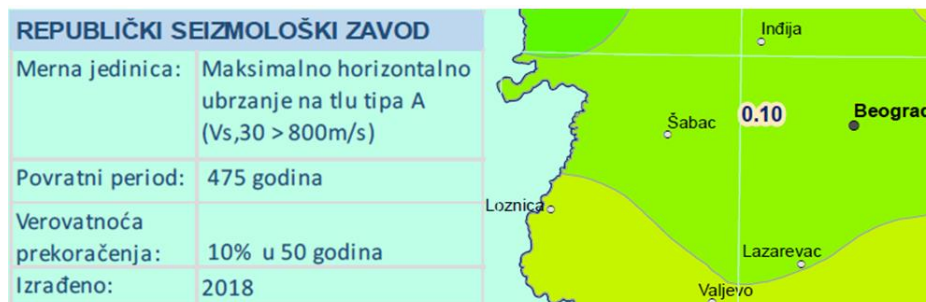 REPUBLIČKI SEIZMOLOŠKI ZAVOD
Merna jedinica:
Maksimalno horizontalno
ubrzanje na tlu tipa A
(Vs,30 > 800m/s)
Povratni period:
475 godina
Verovatnoća
prekoračenja:
10% u 50 godina
Izrađeno:
2018
Inđija
0.10
Beograd
Šabac
Loznica
Lazarevac
Valjevo